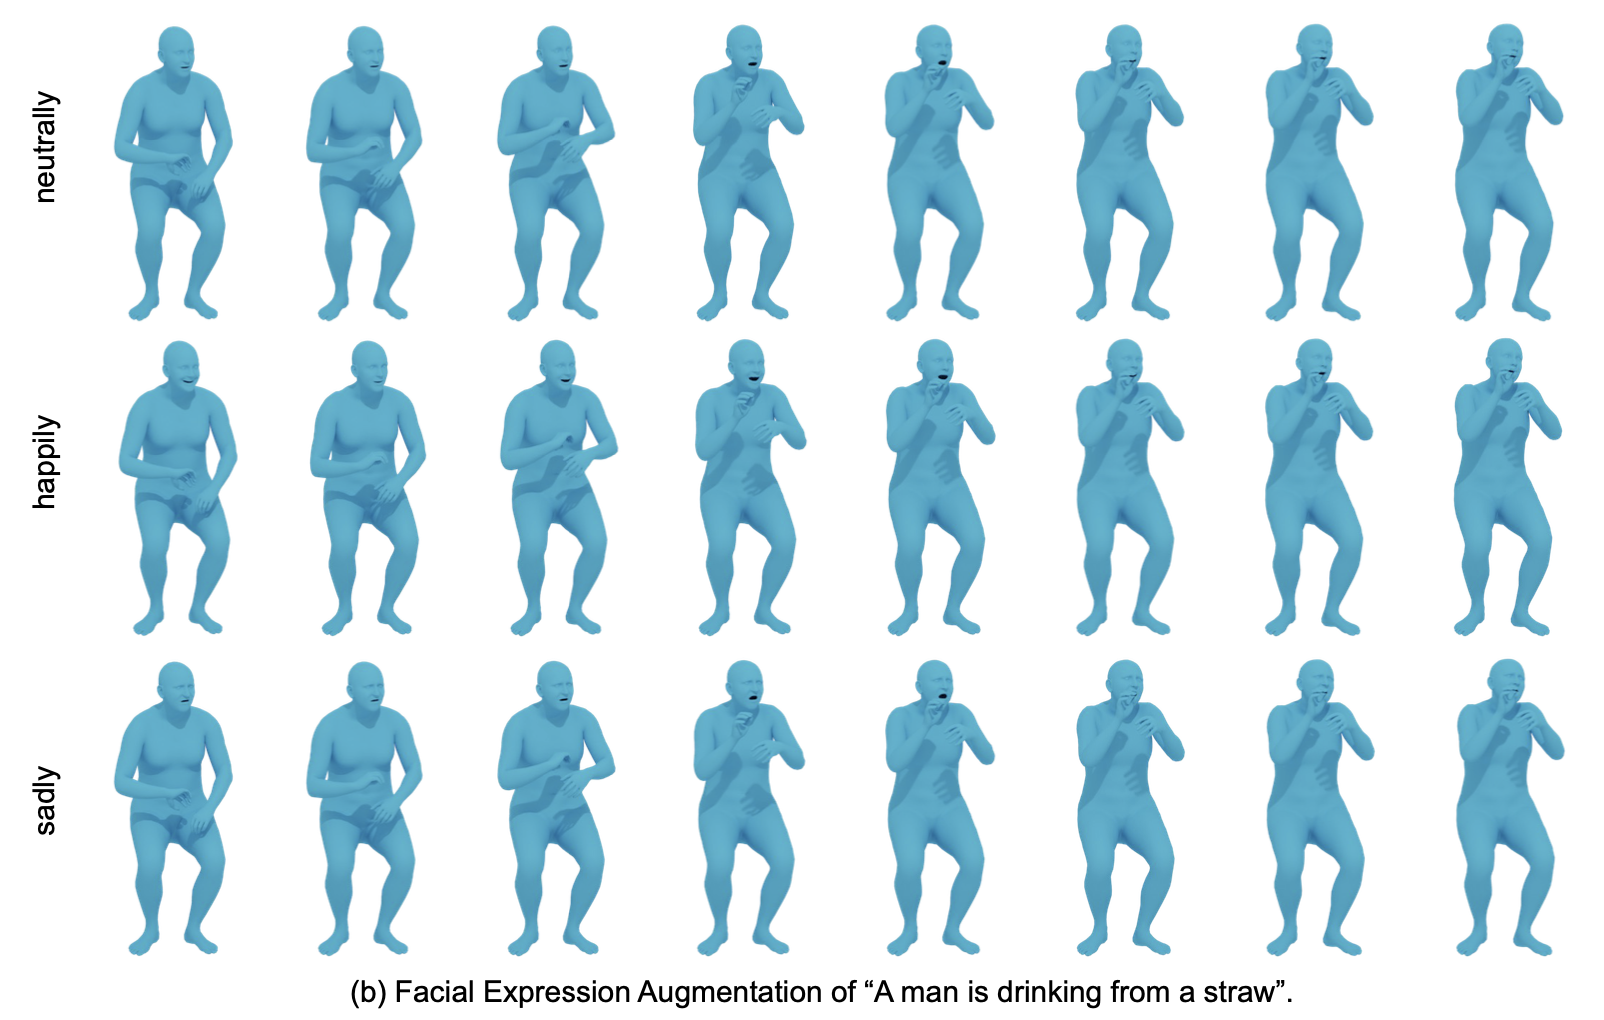 neutrally
happily
sadly
(b) Facial Expression Augmentation of “A man is drinking from a straw”.